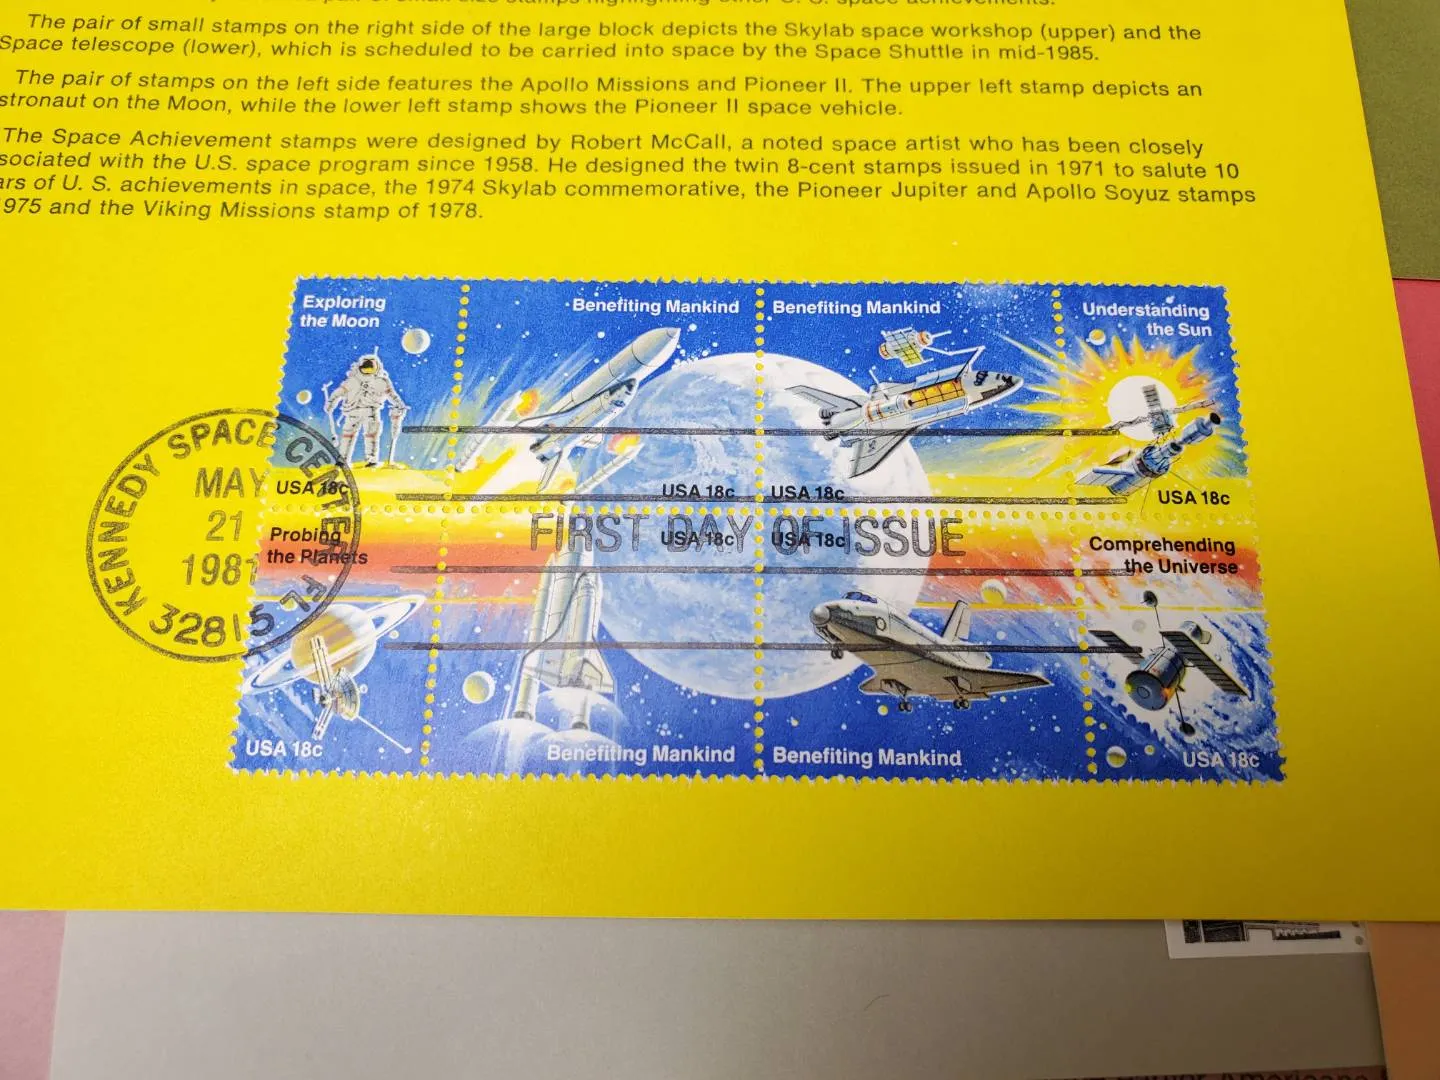 pair of small size stamps highlighting other U. S. space achievements.
The pair of small stamps on the right side of the large block depicts the Skylab space workshop (upper) and the
Space telescope (lower), which is scheduled to be carried into space by the Space Shuttle in mid-1985.
The pair of stamps on the left side features the Apollo Missions and Pioneer II. The upper left stamp depicts an
stronaut on the Moon, while the lower left stamp shows the Pioneer II space vehicle.
The Space Achievement stamps were designed by Robert McCall, a noted space artist who has been closely
sociated with the U.S. space program since 1958. He designed the twin 8-cent stamps issued in 1971 to salute 10
ars of U. S. achievements in space, the 1974 Skylab commemorative, the Pioneer Jupiter and Apollo Soyuz stamps
975 and the Viking Missions stamp of 1978.
Exploring
the Moon
USA 18c
Benefiting Mankind
USA 18c
Benefiting Mankind
USA 18c
Understanding
the Sun
USA 18c
KENNEDY SPACE CENTER FL
MAY
21
1981
32815
FIRST DAY OF ISSUE
Probing
the Planets
USA 18c
USA 18c
Benefiting Mankind
USA 18c
Benefiting Mankind
Comprehending
the Universe
USA 18c